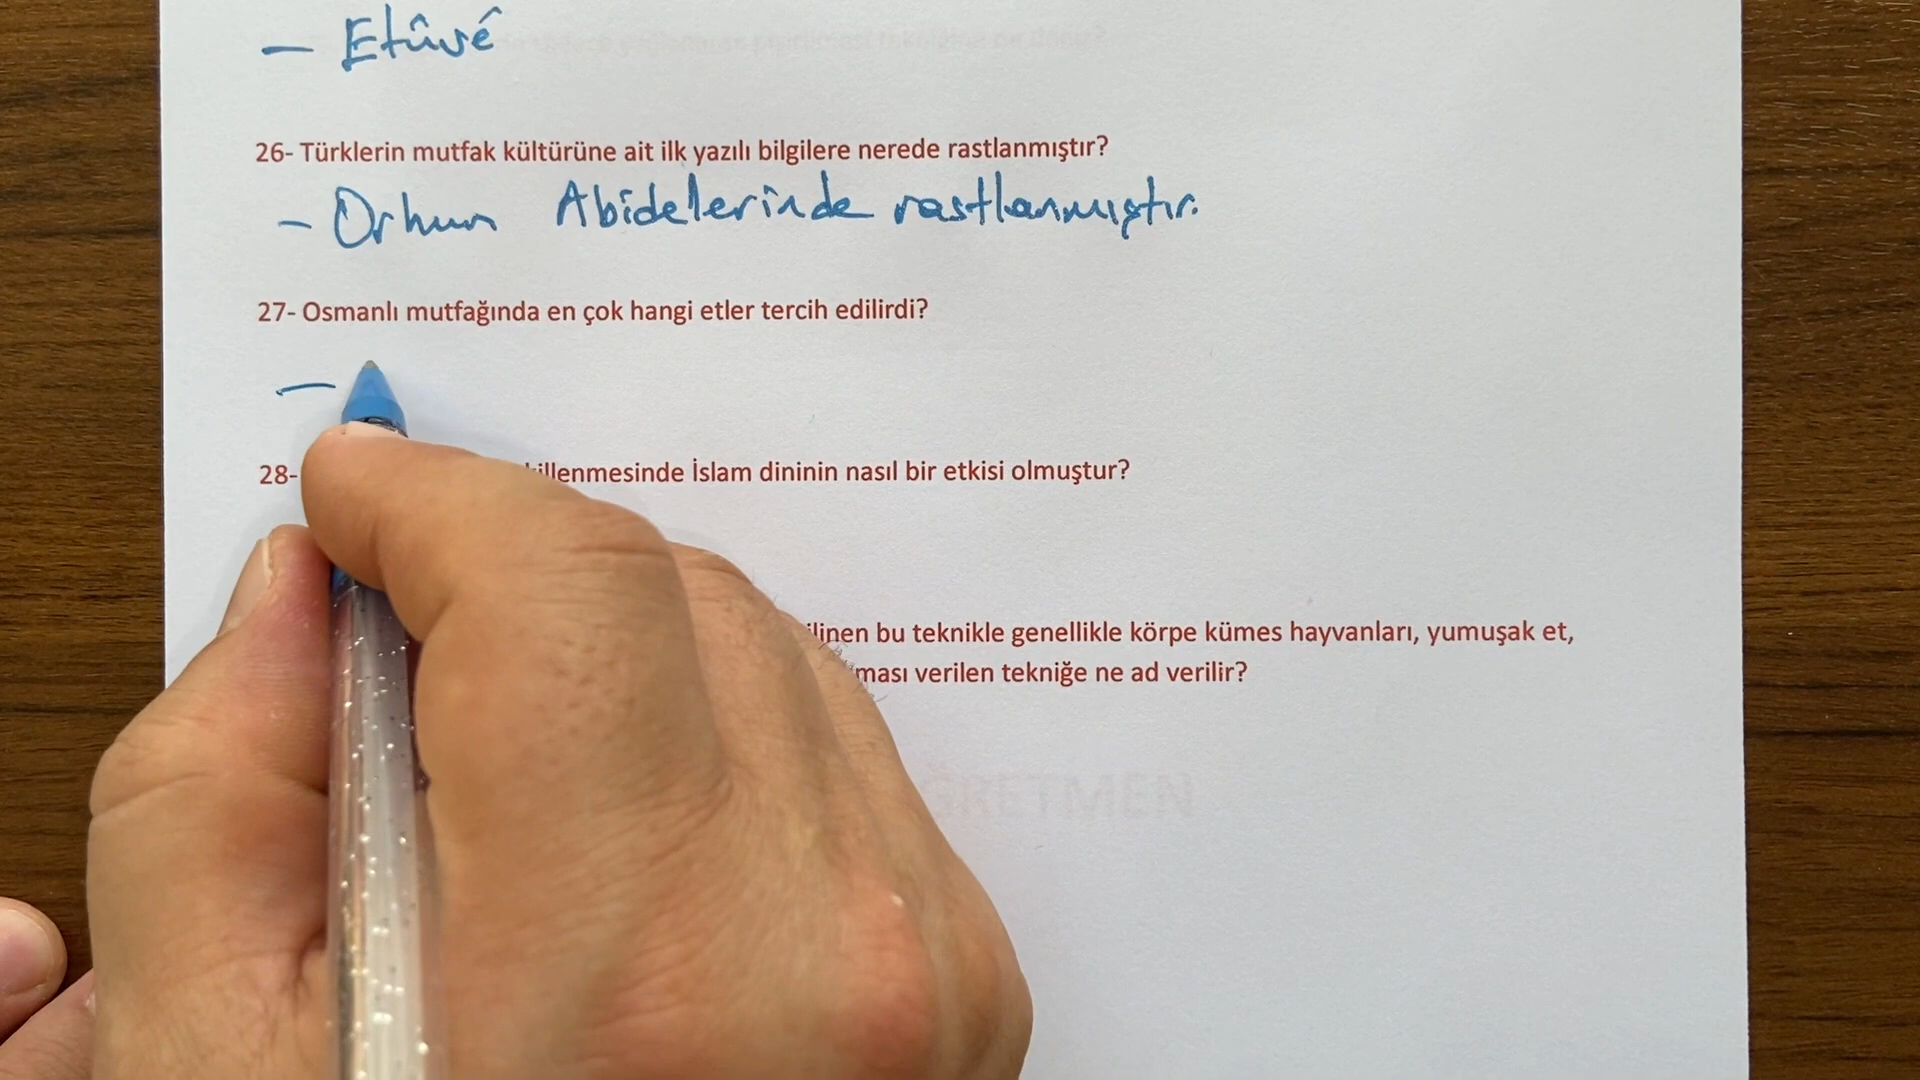 - Etüvé
26- Türklerin mutfak kültürüne ait ilk yazılı bilgilere nerede rastlanmıştır?
- Orhun Abidelerinde rastlanmıştır.
27- Osmanlı mutfağında en çok hangi etler tercih edilirdi?
-
28- illenmesinde İslam dininin nasıl bir etkisi olmuştur?
ilinen bu teknikle genellikle körpe kümes hayvanları, yumuşak et,
ması verilen tekniğe ne ad verilir?